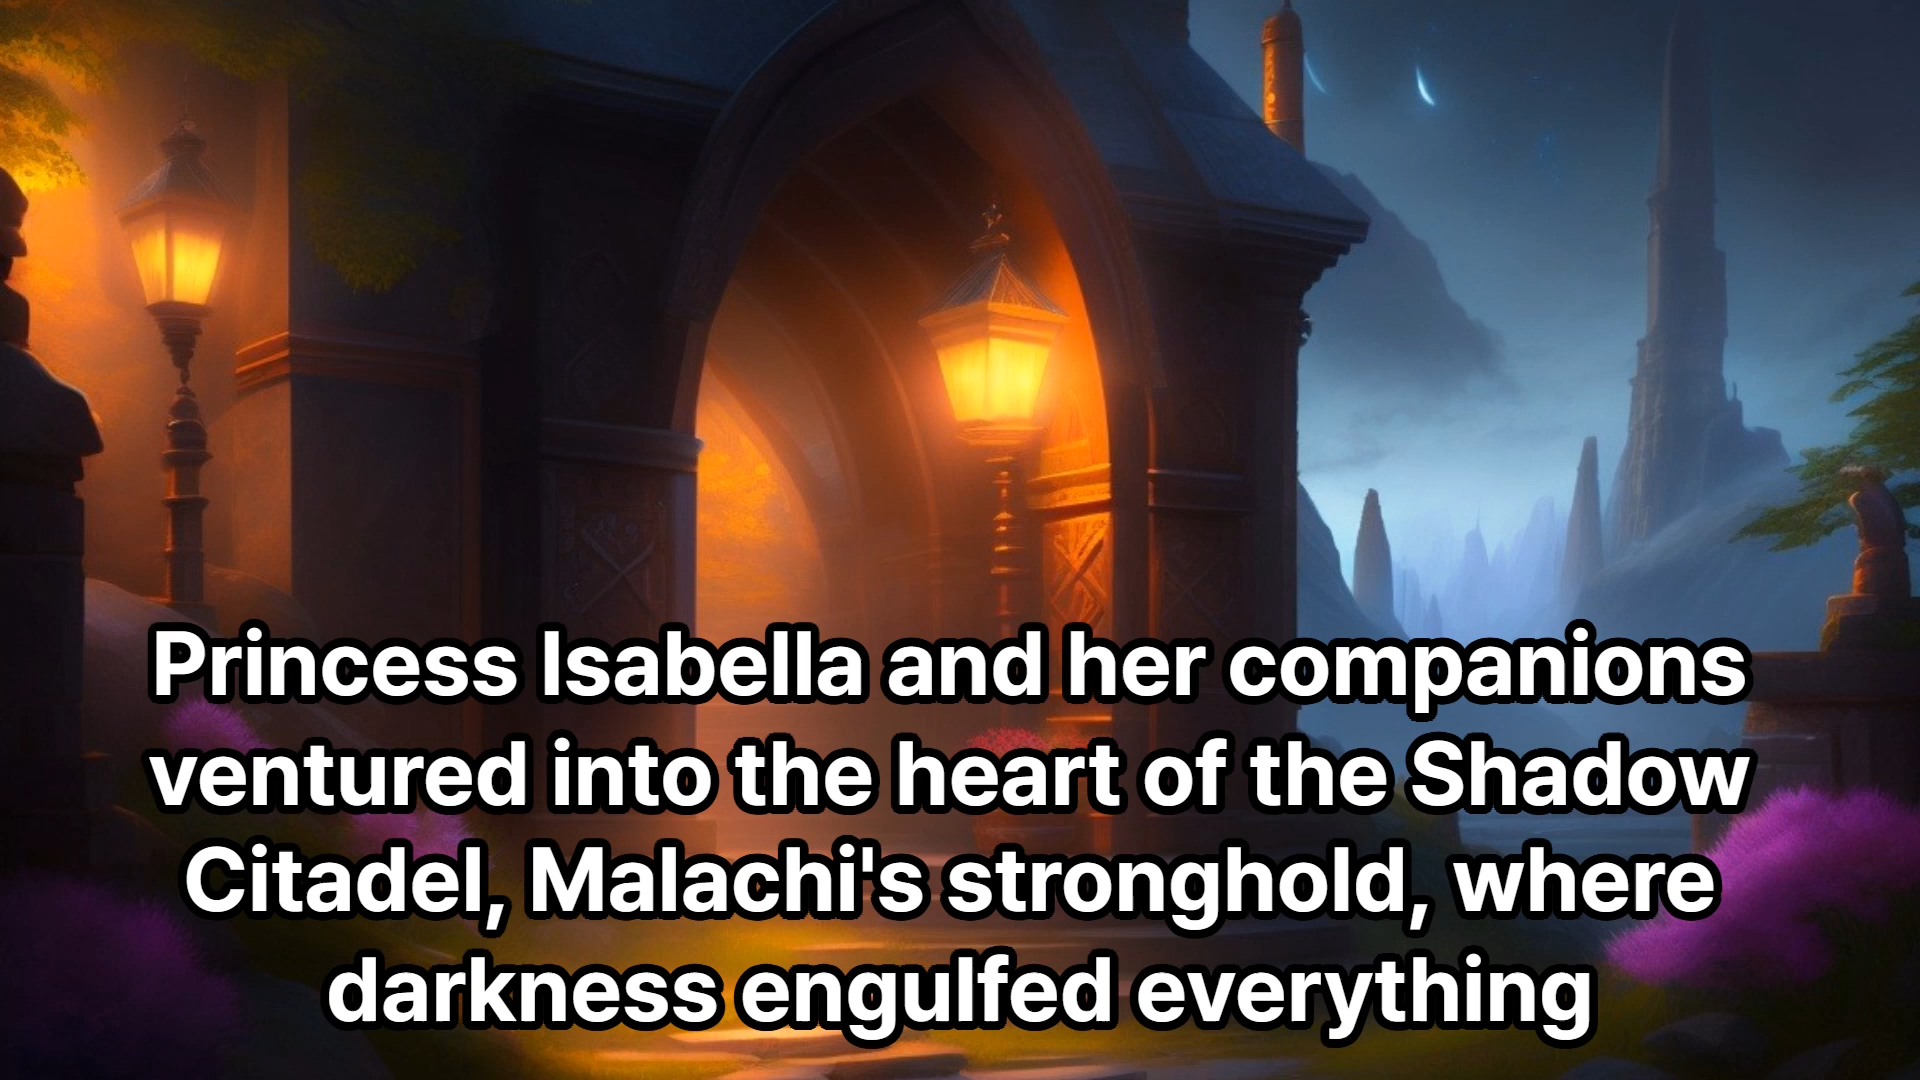 Princess Isabella and her companions
ventured into the heart of the Shadow
Citadel, Malachi's stronghold, where
darkness engulfed everything